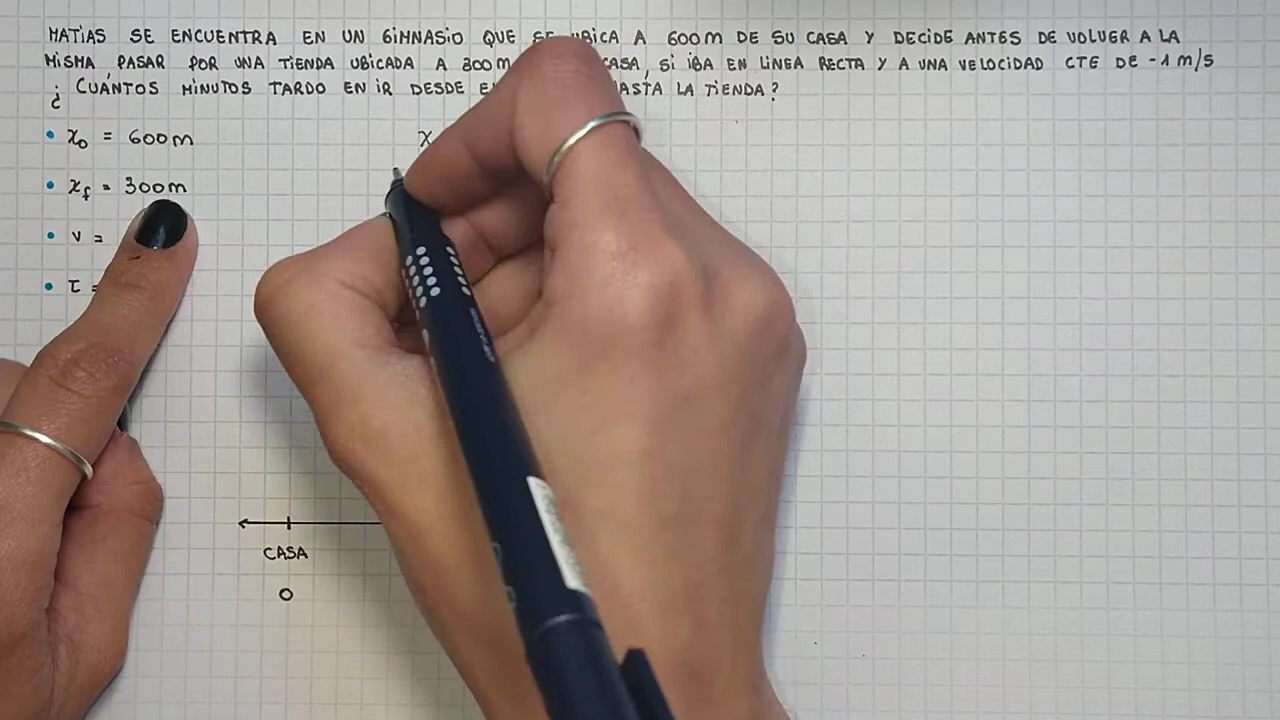 MATIAS SE ENCUENTRA EN UN GIMNASIO QUE SE UBICA A 600m DE SU CASA Y DECIDE ANTES DE VOLVER A LA
MISMA, PASAR POR UNA TIENDA UBICADA A 300m CASA, SI IBA EN LINEA RECTA Y A UNA VELOCIDAD CTE DE -1 m/s
¿ CUÁNTOS MINUTOS TARDO EN IR DESDE HASTA LA TIENDA?
• x₀ = 600m
x
• x_f = 300m
• v =
• t =
CASA
0